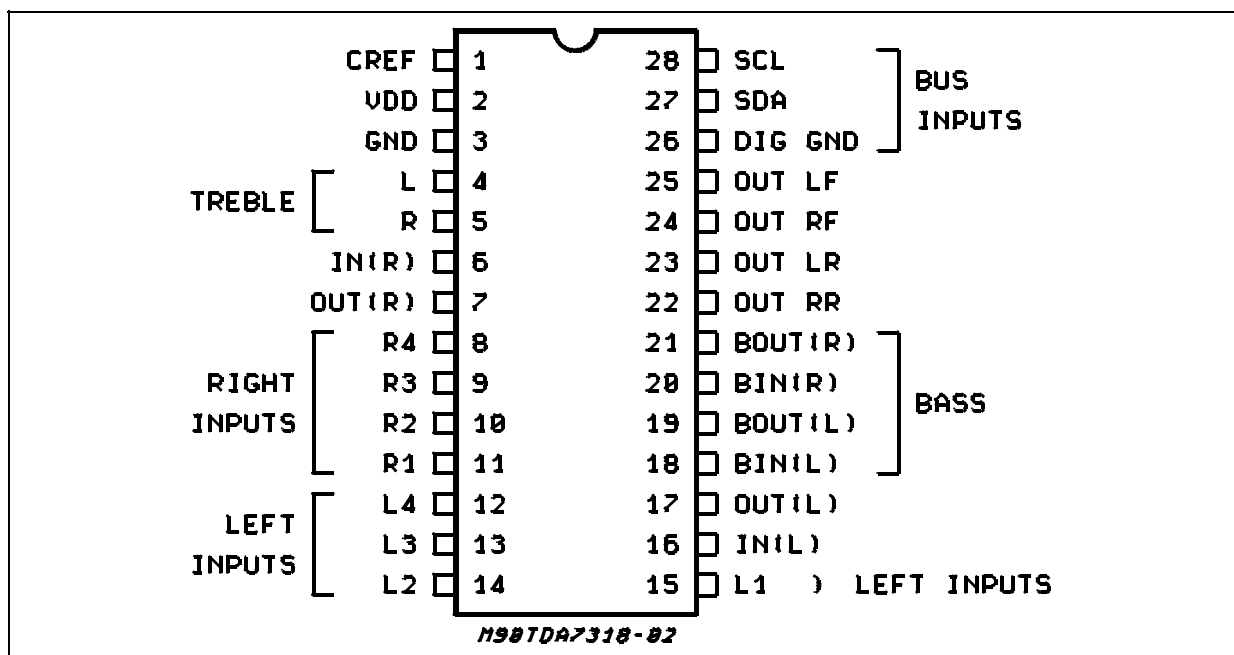 CREF 1 28 SCL
VDD 2 27 SDA
BUS INPUTS
GND 3 26 DIG GND
TREBLE
L 4 25 OUT LF
R 5 24 OUT RF
IN(R) 6 23 OUT LR
OUT(R) 7 22 OUT RR
RIGHT INPUTS
R4 8 21 BOUT(R)
R3 9 20 BIN(R)
BASS
R2 10 19 BOUT(L)
R1 11 18 BIN(L)
LEFT INPUTS
L4 12 17 OUT(L)
L3 13 16 IN(L)
L2 14 15 L1 ) LEFT INPUTS
M90TDA7318-02